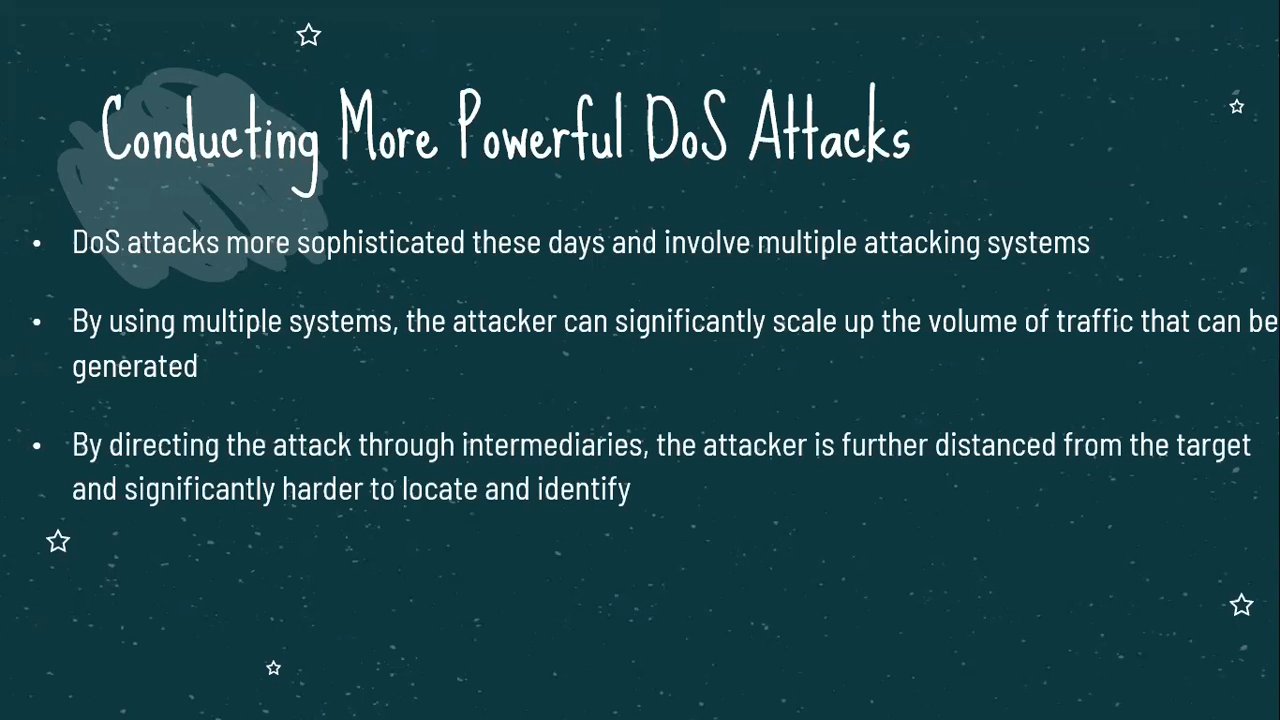 Conducting More Powerful DoS Attacks
• DoS attacks more sophisticated these days and involve multiple attacking systems
• By using multiple systems, the attacker can significantly scale up the volume of traffic that can be
generated
• By directing the attack through intermediaries, the attacker is further distanced from the target
and significantly harder to locate and identify